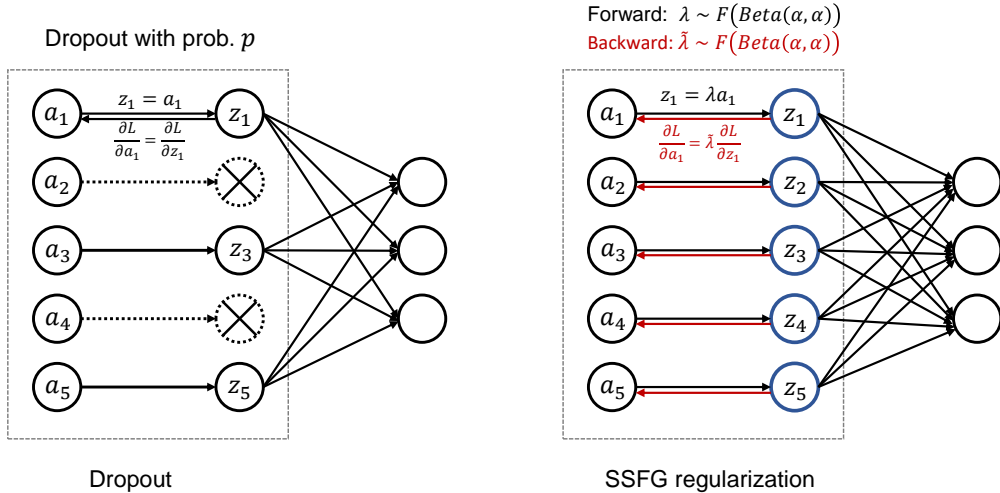 Dropout with prob. p
a₁
z₁ = a₁
∂L/∂a₁ = ∂L/∂z₁
z₁
a₂
a₃
z₃
a₄
a₅
z₅
Dropout
Forward: λ ~ F(Beta(α, α))
Backward: λ̃ ~ F(Beta(α, α))
a₁
z₁ = λa₁
∂L/∂a₁ = λ̃ ∂L/∂z₁
z₁
a₂
z₂
a₃
z₃
a₄
z₄
a₅
z₅
SSFG regularization